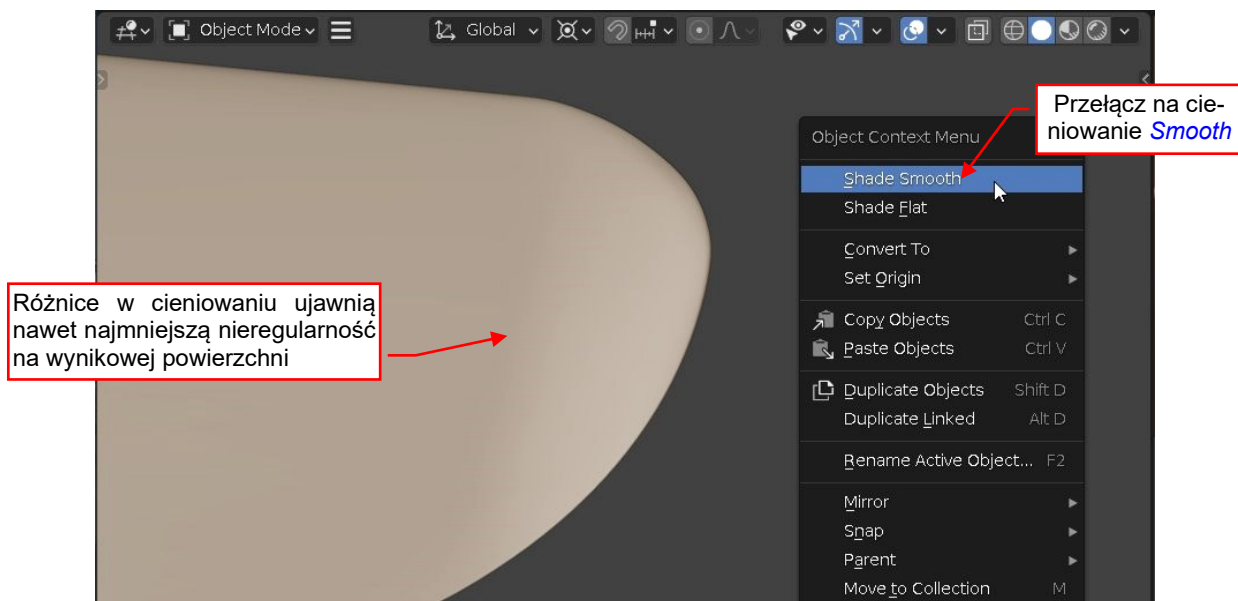 Object Mode
Global
Przełącz na cie-
niowanie Smooth
Object Context Menu
Shade Smooth
Shade Flat
Convert To
Set Origin
Różnice w cieniowaniu ujawnią
nawet najmniejszą nieregularność
na wynikowej powierzchni
Copy Objects Ctrl C
Paste Objects Ctrl V
Duplicate Objects Shift D
Duplicate Linked Alt D
Rename Active Object... F2
Mirror
Snap
Parent
Move to Collection M